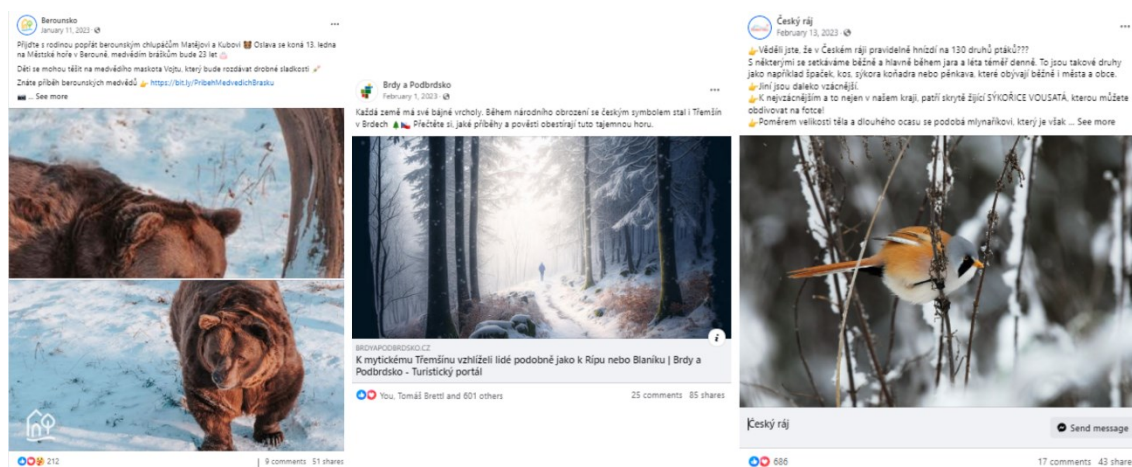 Berounsko
January 11, 2023 ·
Přijďte s rodinou popřát berounským chlupáčům Matějovi a Kubovi 🐻 Oslava se koná 13. ledna
na Městské hoře v Berouně, medvědím bráškům bude 23 let 🎂
Děti se mohou těšit na medvědího maskota Vojtu, který bude rozdávat drobné sladkosti 🍬
Znáte příběh berounských medvědů 👉 https://bit.ly/PribehMedvedichBrasku
📷 ... See more
212
9 comments 51 shares
Brdy a Podbrdsko
February 1, 2023 ·
Každá země má své bájné vrcholy. Během národního obrození se českým symbolem stal i Třemšín
v Brdech 🌲🇨🇿 Přečtěte si, jaké příběhy a pověsti obestírají tuto tajemnou horu.
BRDYAPODBRDSKO.CZ
K mytickému Třemšínu vzhlíželi lidé podobně jako k Řípu nebo Blaníku | Brdy a
Podbrdsko - Turistický portál
You, Tomáš Brettl and 601 others
25 comments 85 shares
Český ráj
February 13, 2023 ·
👉Věděli jste, že v Českém ráji pravidelně hnízdí na 130 druhů ptáků???
S některými se setkáváme běžně a hlavně během jara a léta téměř denně. To jsou takové druhy
jako například špaček, kos, sýkora koňadra nebo pěnkava, které obývají běžně i města a obce.
👉Jiní jsou daleko vzácnější.
👉K nejvzácnějším a to nejen v našem kraji, patří skrytě žijící SÝKOŘICE VOUSATÁ, kterou můžete
obdivovat na fotce!
👉Poměrem velikosti těla a dlouhého ocasu se podobá mlynaříkovi, který je však ... See more
Český ráj
Send message
686
17 comments 43 share